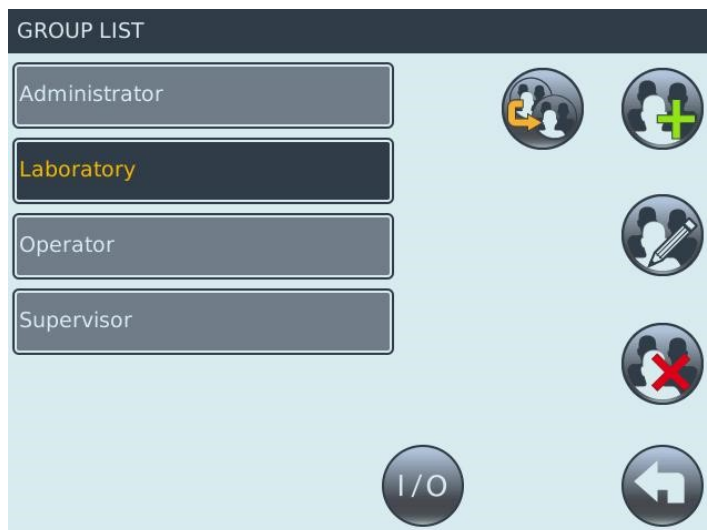 GROUP LIST
Administrator
Laboratory
Operator
Supervisor
I/O